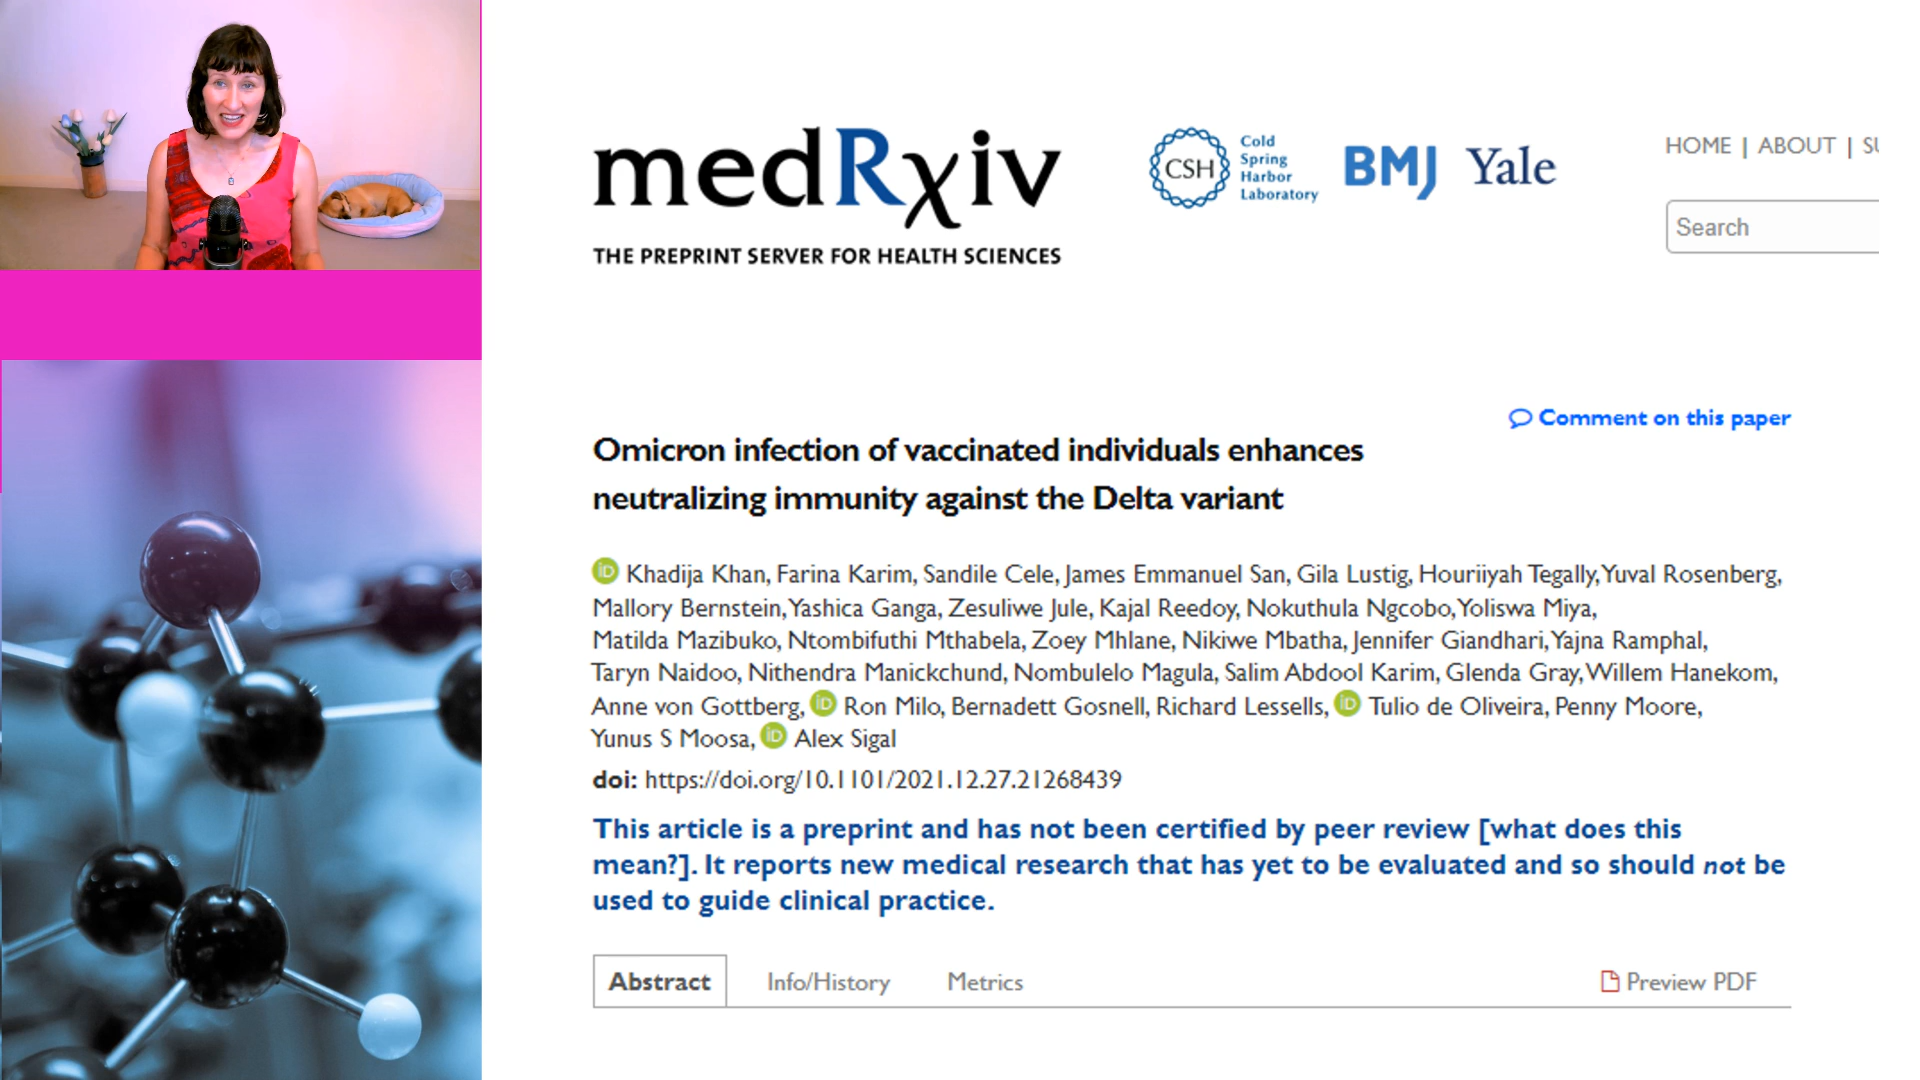 medRχiv
THE PREPRINT SERVER FOR HEALTH SCIENCES
CSH
Cold
Spring
Harbor
Laboratory
BMJ
Yale
HOME | ABOUT |
Search
Comment on this paper
Omicron infection of vaccinated individuals enhances
neutralizing immunity against the Delta variant
iD Khadija Khan, Farina Karim, Sandile Cele, James Emmanuel San, Gila Lustig, Houriiyah Tegally, Yuval Rosenberg,
Mallory Bernstein, Yashica Ganga, Zesuliwe Jule, Kajal Reedoy, Nokuthula Ngcobo, Yoliswa Miya,
Matilda Mazibuko, Ntombifuthi Mthabela, Zoey Mhlane, Nikiwe Mbatha, Jennifer Giandhari, Yajna Ramphal,
Taryn Naidoo, Nithendra Manickchund, Nombulelo Magula, Salim Abdool Karim, Glenda Gray, Willem Hanekom,
Anne von Gottberg, iD Ron Milo, Bernadett Gosnell, Richard Lessells, iD Tulio de Oliveira, Penny Moore,
Yunus S Moosa, iD Alex Sigal
doi: https://doi.org/10.1101/2021.12.27.21268439
This article is a preprint and has not been certified by peer review [what does this
mean?]. It reports new medical research that has yet to be evaluated and so should not be
used to guide clinical practice.
Abstract
Info/History
Metrics
Preview PDF